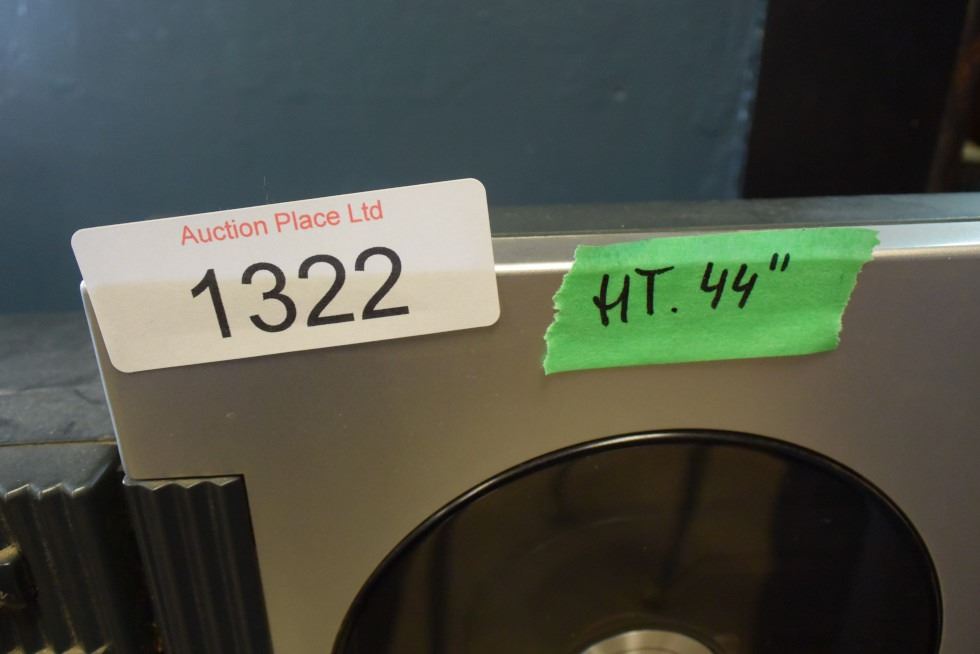 Auction Place Ltd
1322
HT. 44"